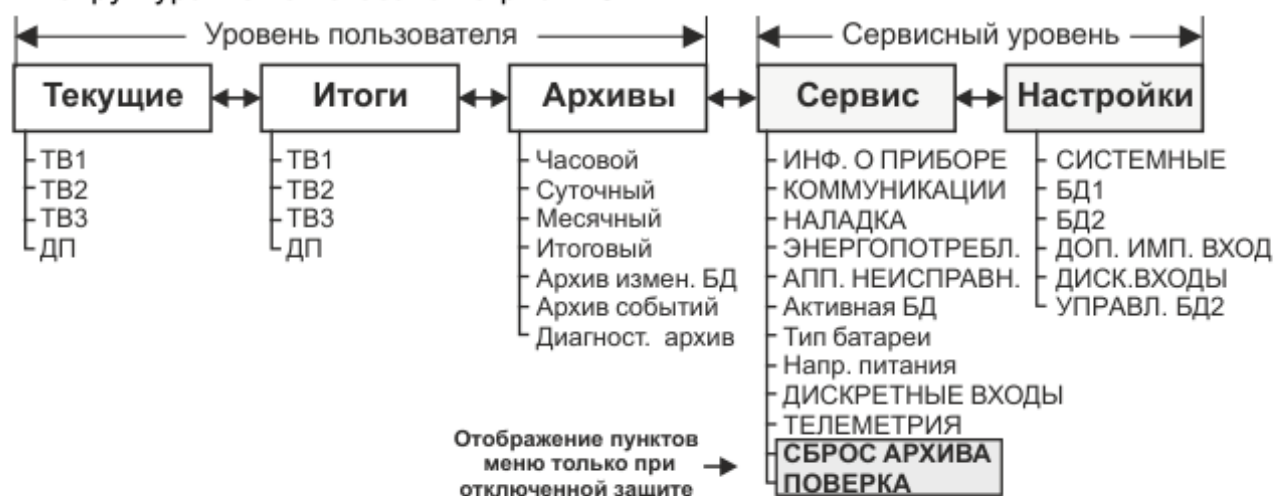 Уровень пользователя
Сервисный уровень
Текущие
Итоги
Архивы
Сервис
Настройки
ТВ1
ТВ2
ТВ3
ДП
ТВ1
ТВ2
ТВ3
ДП
Часовой
Суточный
Месячный
Итоговый
Архив измен. БД
Архив событий
Диагност. архив
ИНФ. О ПРИБОРЕ
КОММУНИКАЦИИ
НАЛАДКА
ЭНЕРГОПОТРЕБЛ.
АПП. НЕИСПРАВН.
Активная БД
Тип батареи
Напр. питания
ДИСКРЕТНЫЕ ВХОДЫ
ТЕЛЕМЕТРИЯ
СБРОС АРХИВА
ПОВЕРКА
СИСТЕМНЫЕ
БД1
БД2
ДОП. ИМП. ВХОД
ДИСК.ВХОДЫ
УПРАВЛ. БД2
Отображение пунктов
меню только при
отключенной защите